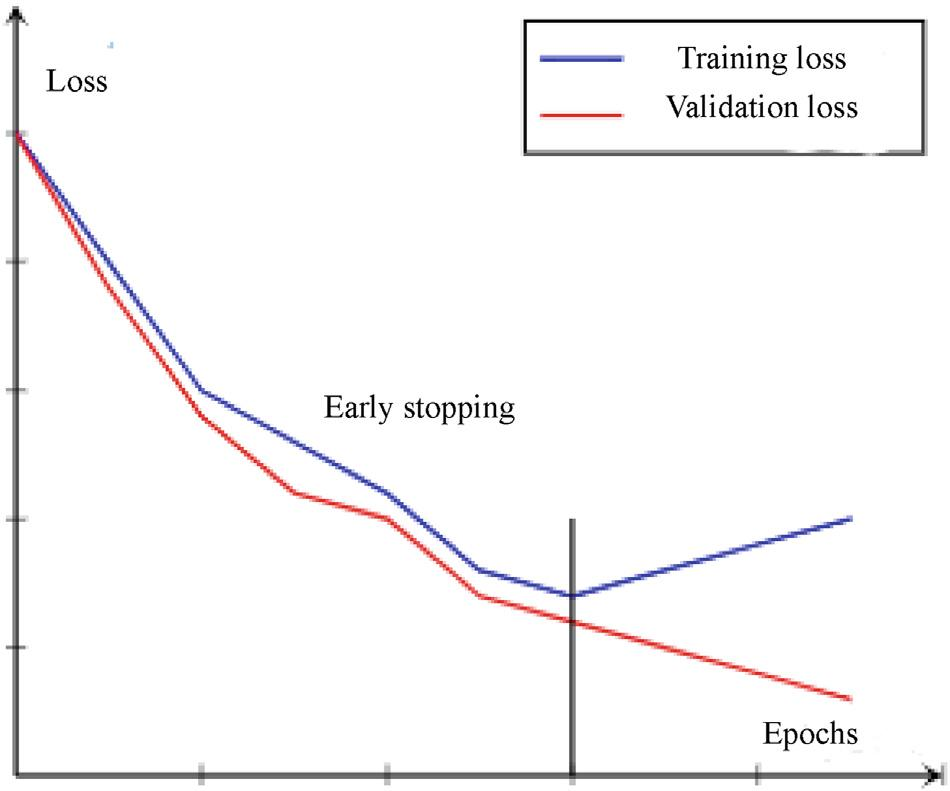 Loss
Training loss
Validation loss
Early stopping
Epochs